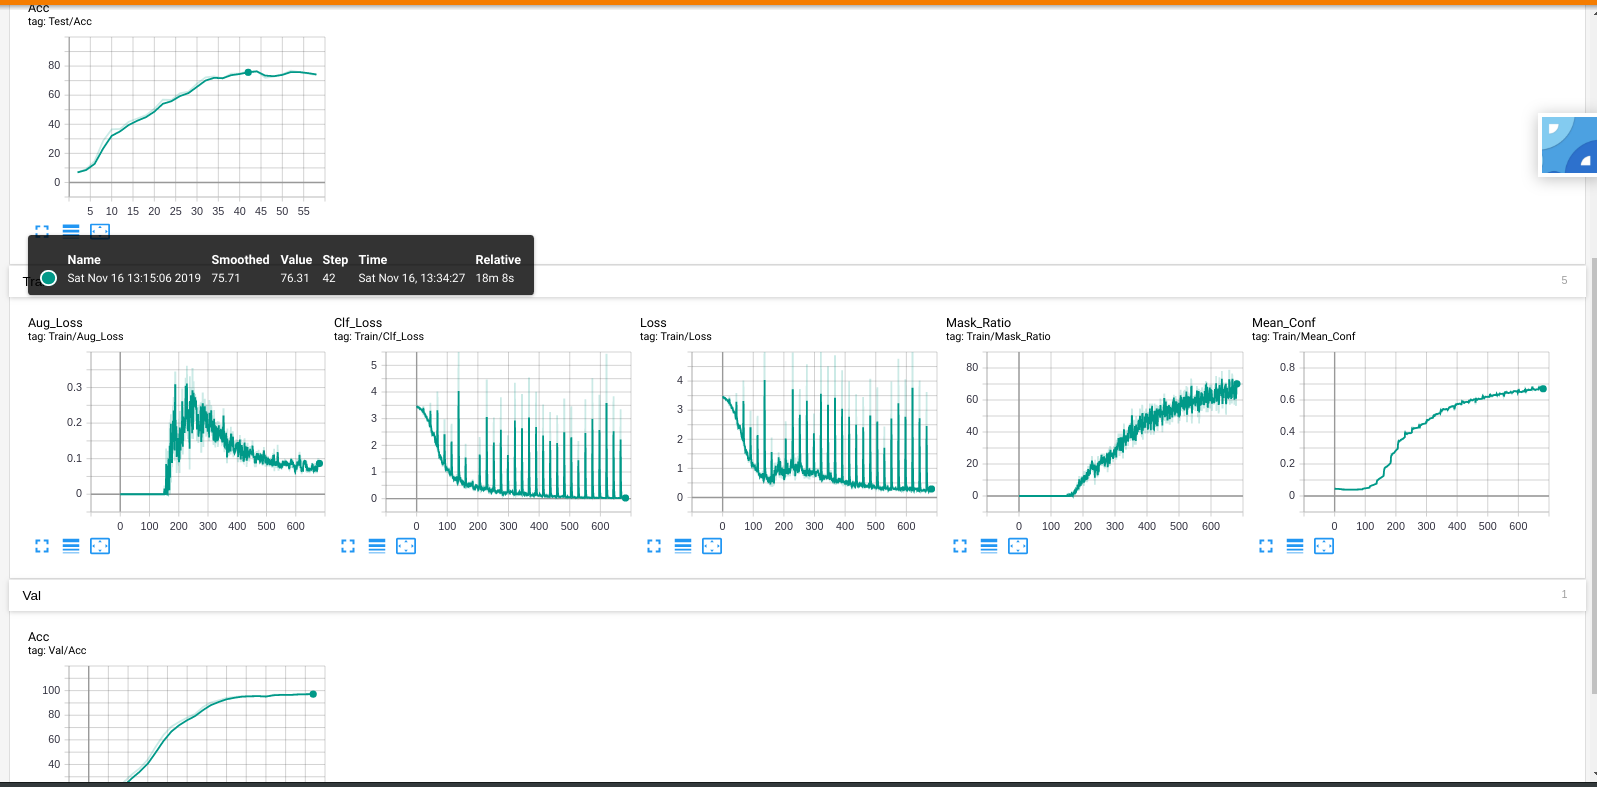 Acc
tag: Test/Acc
80
60
40
20
0
5 10 15 20 25 30 35 40 45 50 55
Name Smoothed Value Step Time Relative
Sat Nov 16 13:15:06 2019 75.71 76.31 42 Sat Nov 16, 13:34:27 18m 8s
5
Aug_Loss
tag: Train/Aug_Loss
0.3
0.2
0.1
0
0 100 200 300 400 500 600
Clf_Loss
tag: Train/Clf_Loss
5
4
3
2
1
0
0 100 200 300 400 500 600
Loss
tag: Train/Loss
4
3
2
1
0
0 100 200 300 400 500 600
Mask_Ratio
tag: Train/Mask_Ratio
80
60
40
20
0
0 100 200 300 400 500 600
Mean_Conf
tag: Train/Mean_Conf
0.8
0.6
0.4
0.2
0
0 100 200 300 400 500 600
Val 1
Acc
tag: Val/Acc
100
80
60
40